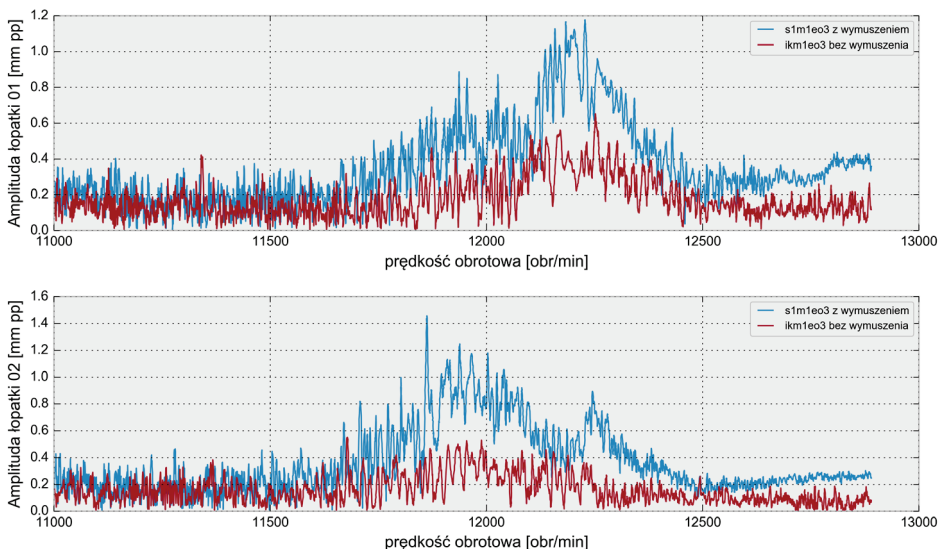 Amplituda łopatki 01 [mm pp]
1.2
1.0
0.8
0.6
0.4
0.2
0.0
s1m1eo3 z wymuszeniem
ikm1eo3 bez wymuszenia
11000 11500 12000 12500 13000
prędkość obrotowa [obr/min]
Amplituda łopatki 02 [mm pp]
1.6
1.4
1.2
1.0
0.8
0.6
0.4
0.2
0.0
s1m1eo3 z wymuszeniem
ikm1eo3 bez wymuszenia
11000 11500 12000 12500 13000
prędkość obrotowa [obr/min]